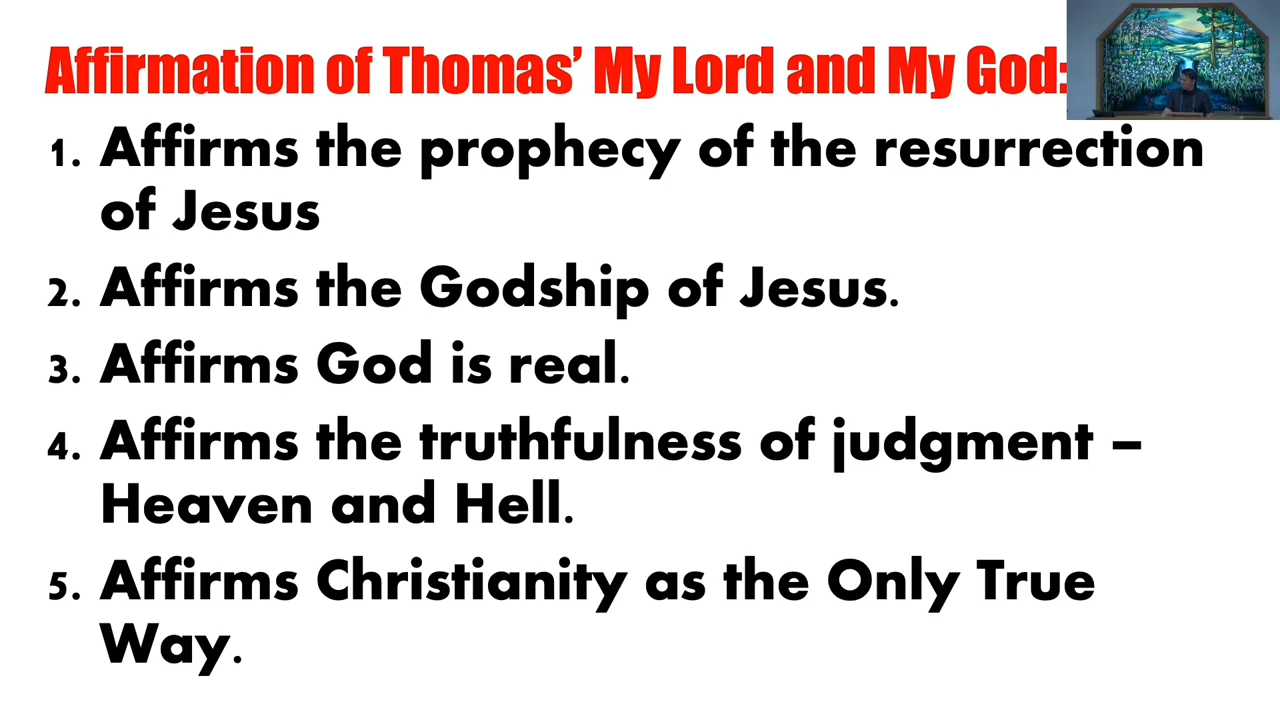 Affirmation of Thomas' My Lord and My God:
1. Affirms the prophecy of the resurrection
of Jesus
2. Affirms the Godship of Jesus.
3. Affirms God is real.
4. Affirms the truthfulness of judgment –
Heaven and Hell.
5. Affirms Christianity as the Only True
Way.